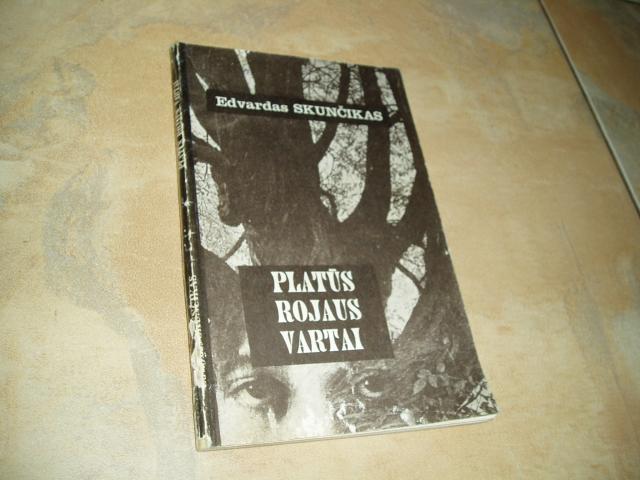 Edvardas SKUNČIKAS
PLATŪS
ROJAUS
VARTAI